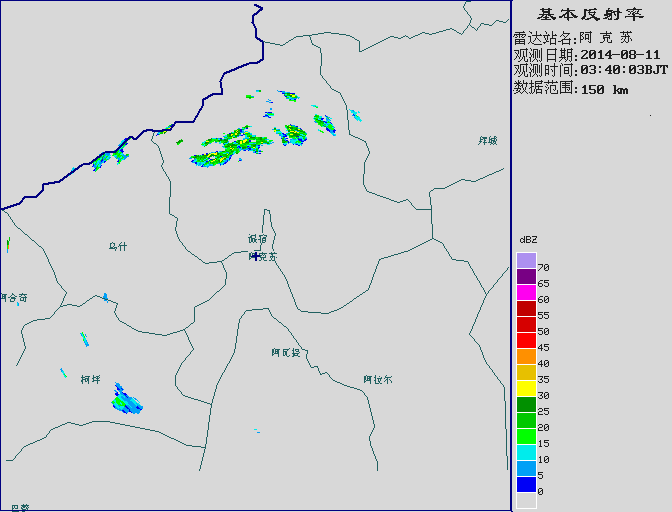 基本反射率
雷达站名:阿 克 苏
观测日期:2014-08-11
观测时间:03:40:03BJT
数据范围:150 km
拜城
dBZ
温宿
乌什
阿克苏
70
65
60
阿合奇
55
50
45
阿瓦提
40
柯坪
阿拉尔
35
30
25
20
15
10
5
0
巴楚